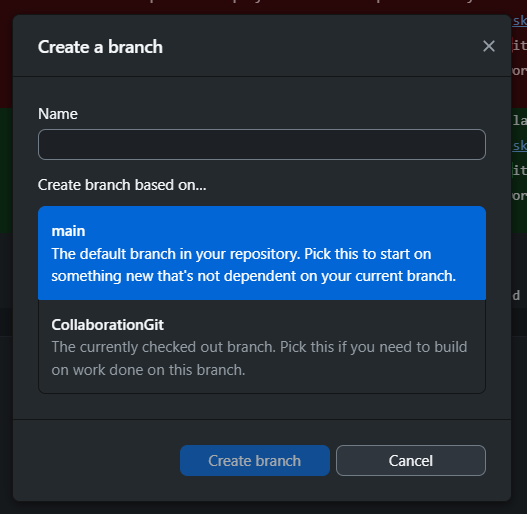 Create a branch
Name
Create branch based on...
main
The default branch in your repository. Pick this to start on
something new that's not dependent on your current branch.
CollaborationGit
The currently checked out branch. Pick this if you need to build
on work done on this branch.
Create branch
Cancel